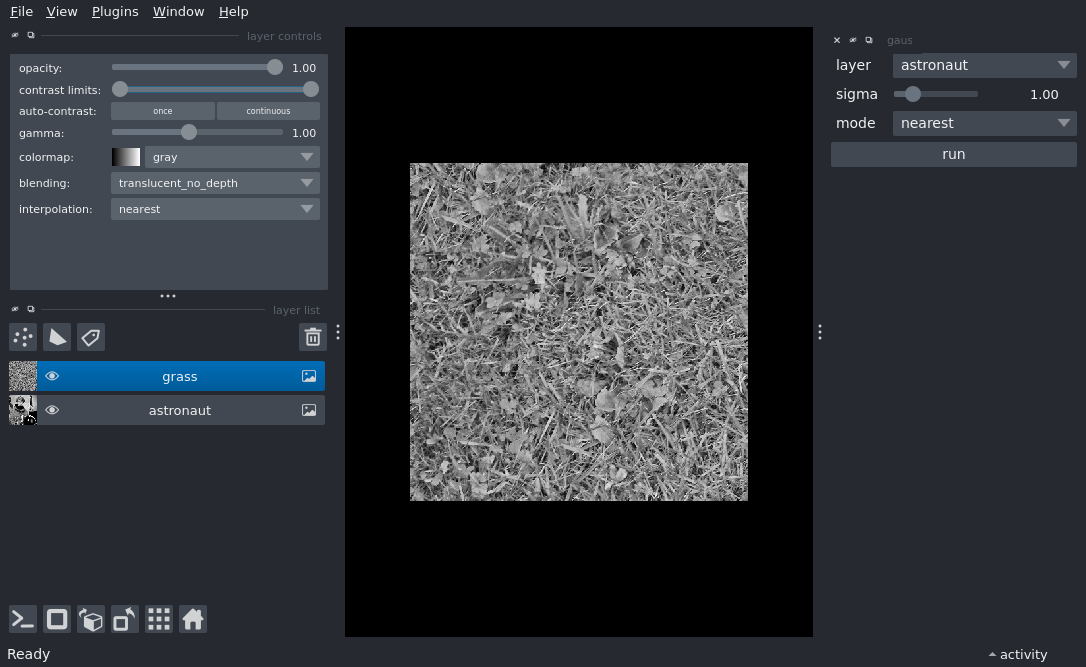 File View Plugins Window Help
layer controls
opacity: 1.00
contrast limits:
auto-contrast: once continuous
gamma: 1.00
colormap: gray
blending: translucent_no_depth
interpolation: nearest
layer list
grass
astronaut
gaus
layer astronaut
sigma 1.00
mode nearest
run
Ready
activity